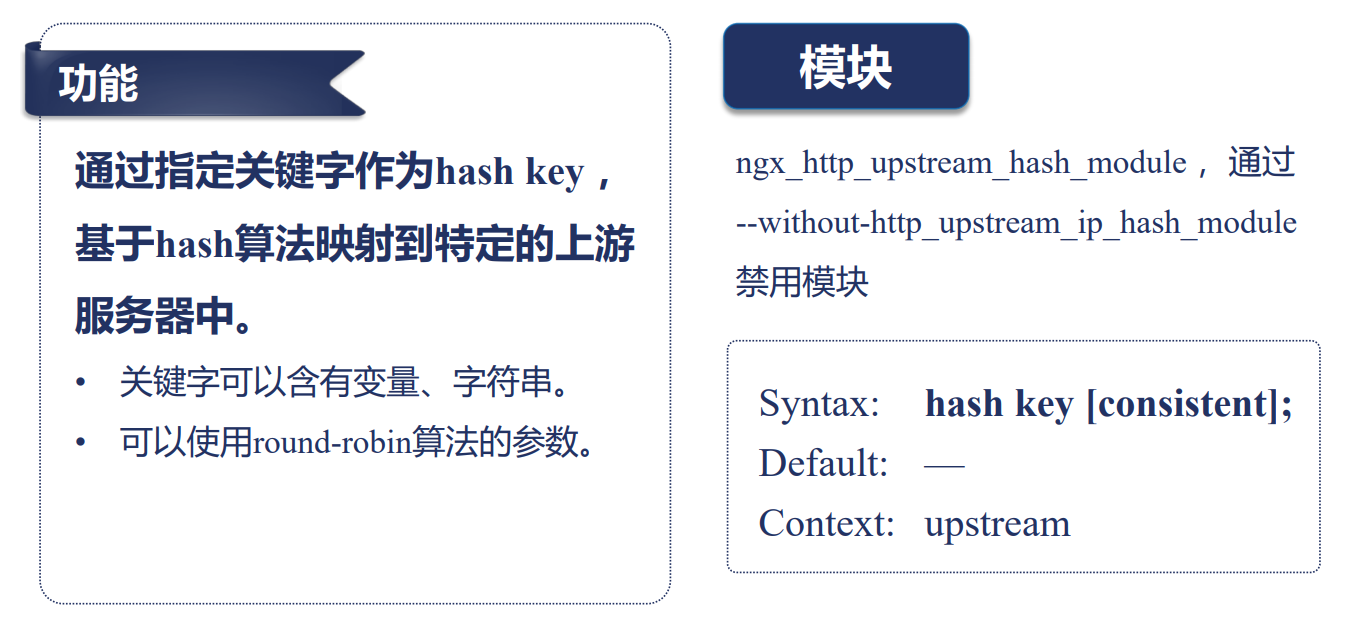 功能
通过指定关键字作为hash key，
基于hash算法映射到特定的上游
服务器中。
• 关键字可以含有变量、字符串。
• 可以使用round-robin算法的参数。
模块
ngx_http_upstream_hash_module，通过
--without-http_upstream_ip_hash_module
禁用模块
Syntax: hash key [consistent];
Default: —
Context: upstream